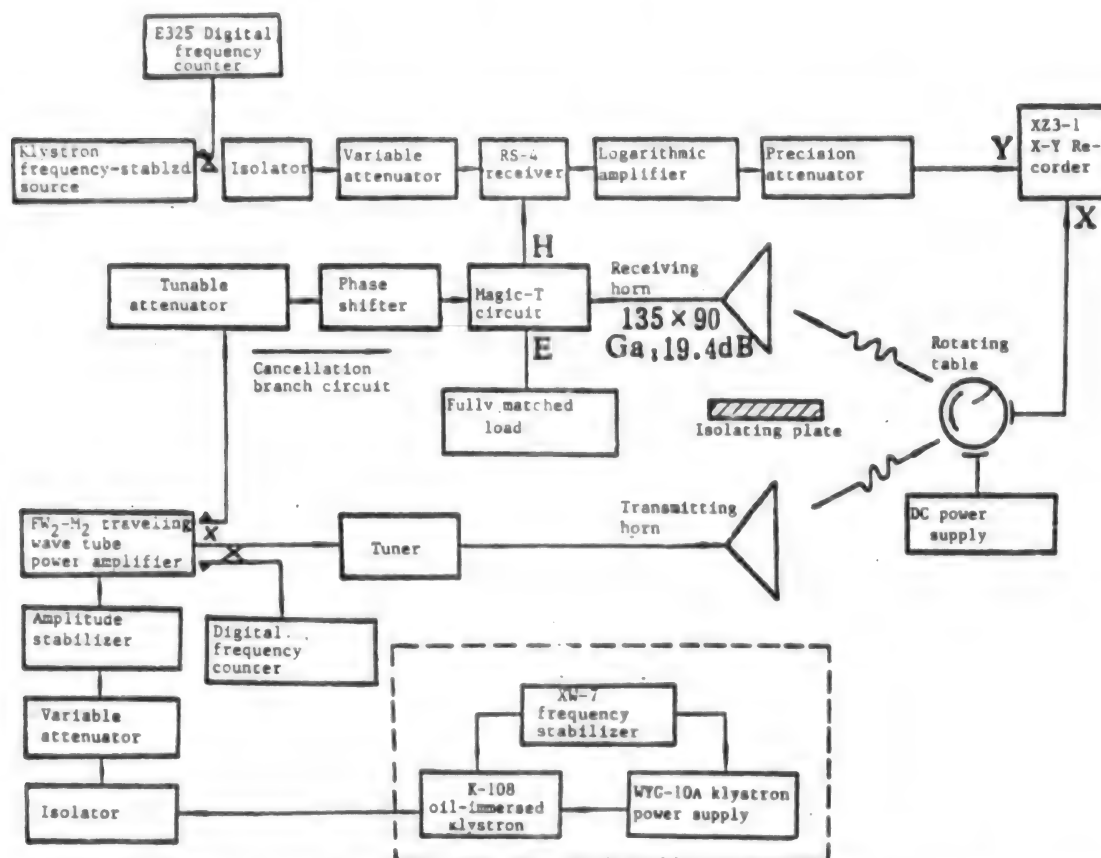 E325 Digital
frequency
counter
Klystron
frequency-stablzd
source
Isolator
Variable
attenuator
RS-4
receiver
Logarithmic
amplifier
Precision
attenuator
Y
XZ3-1
X-Y Re-
corder
X
H
Tunable
attenuator
Phase
shifter
Magic-T
circuit
Receiving
horn
135 × 90
Ga:19.4dB
E
Cancellation
branch circuit
Fully matched
load
Isolating plate
Rotating
table
DC power
supply
FW2-M2 traveling
wave tube
power amplifier
Tuner
Transmitting
horn
Amplitude
stabilizer
Digital
frequency
counter
Variable
attenuator
Isolator
XW-7
frequency
stabilizer
K-108
oil-immersed
klystron
WYG-10A klystron
power supply